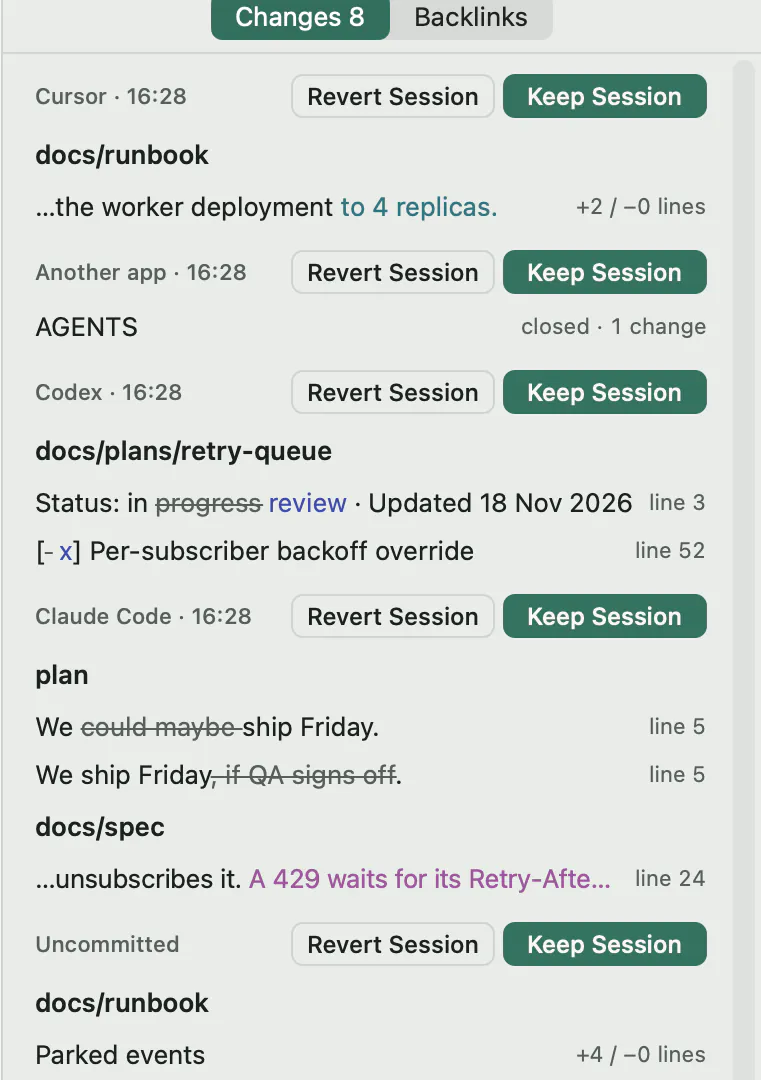 Changes 8 Backlinks
Cursor · 16:28 Revert Session Keep Session
docs/runbook
...the worker deployment to 4 replicas. +2 / −0 lines
Another app · 16:28 Revert Session Keep Session
AGENTS closed · 1 change
Codex · 16:28 Revert Session Keep Session
docs/plans/retry-queue
Status: in progress review · Updated 18 Nov 2026 line 3
[- x] Per-subscriber backoff override line 52
Claude Code · 16:28 Revert Session Keep Session
plan
We could maybe ship Friday. line 5
We ship Friday, if QA signs off. line 5
docs/spec
...unsubscribes it. A 429 waits for its Retry-Afte... line 24
Uncommitted Revert Session Keep Session
docs/runbook
Parked events +4 / −0 lines